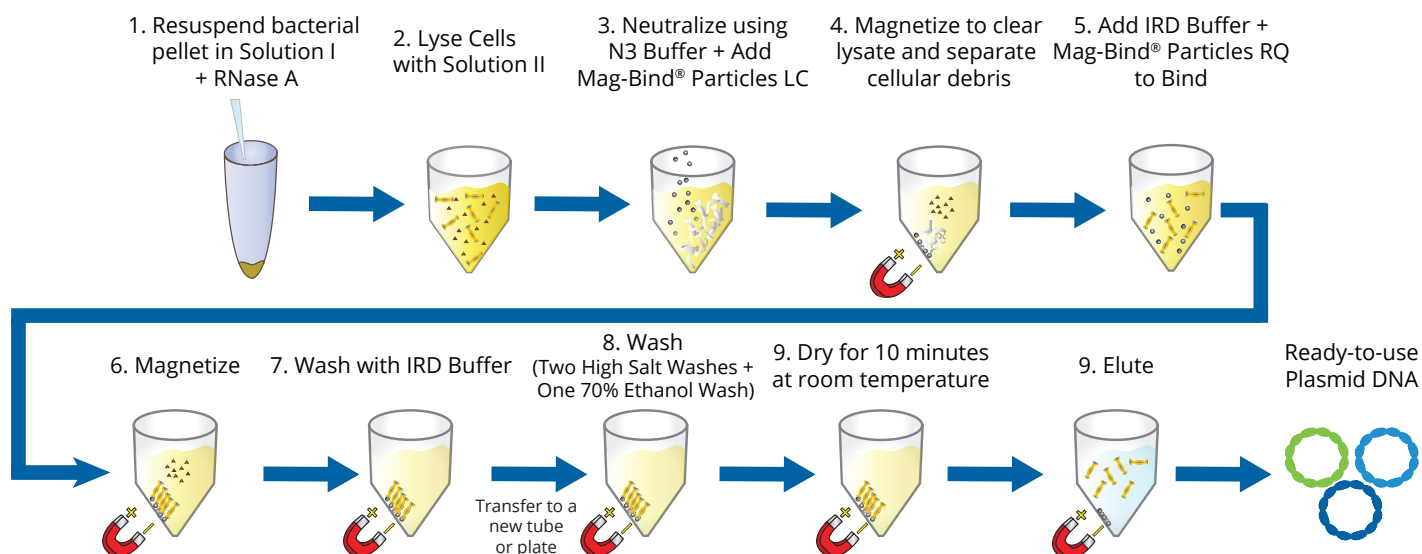 1. Resuspend bacterial
pellet in Solution I
+ RNase A
2. Lyse Cells
with Solution II
3. Neutralize using
N3 Buffer + Add
Mag-Bind® Particles LC
4. Magnetize to clear
lysate and separate
cellular debris
5. Add IRD Buffer +
Mag-Bind® Particles RQ
to Bind
6. Magnetize
7. Wash with IRD Buffer
Transfer to a
new tube
or plate
8. Wash
(Two High Salt Washes +
One 70% Ethanol Wash)
9. Dry for 10 minutes
at room temperature
9. Elute
Ready-to-use
Plasmid DNA